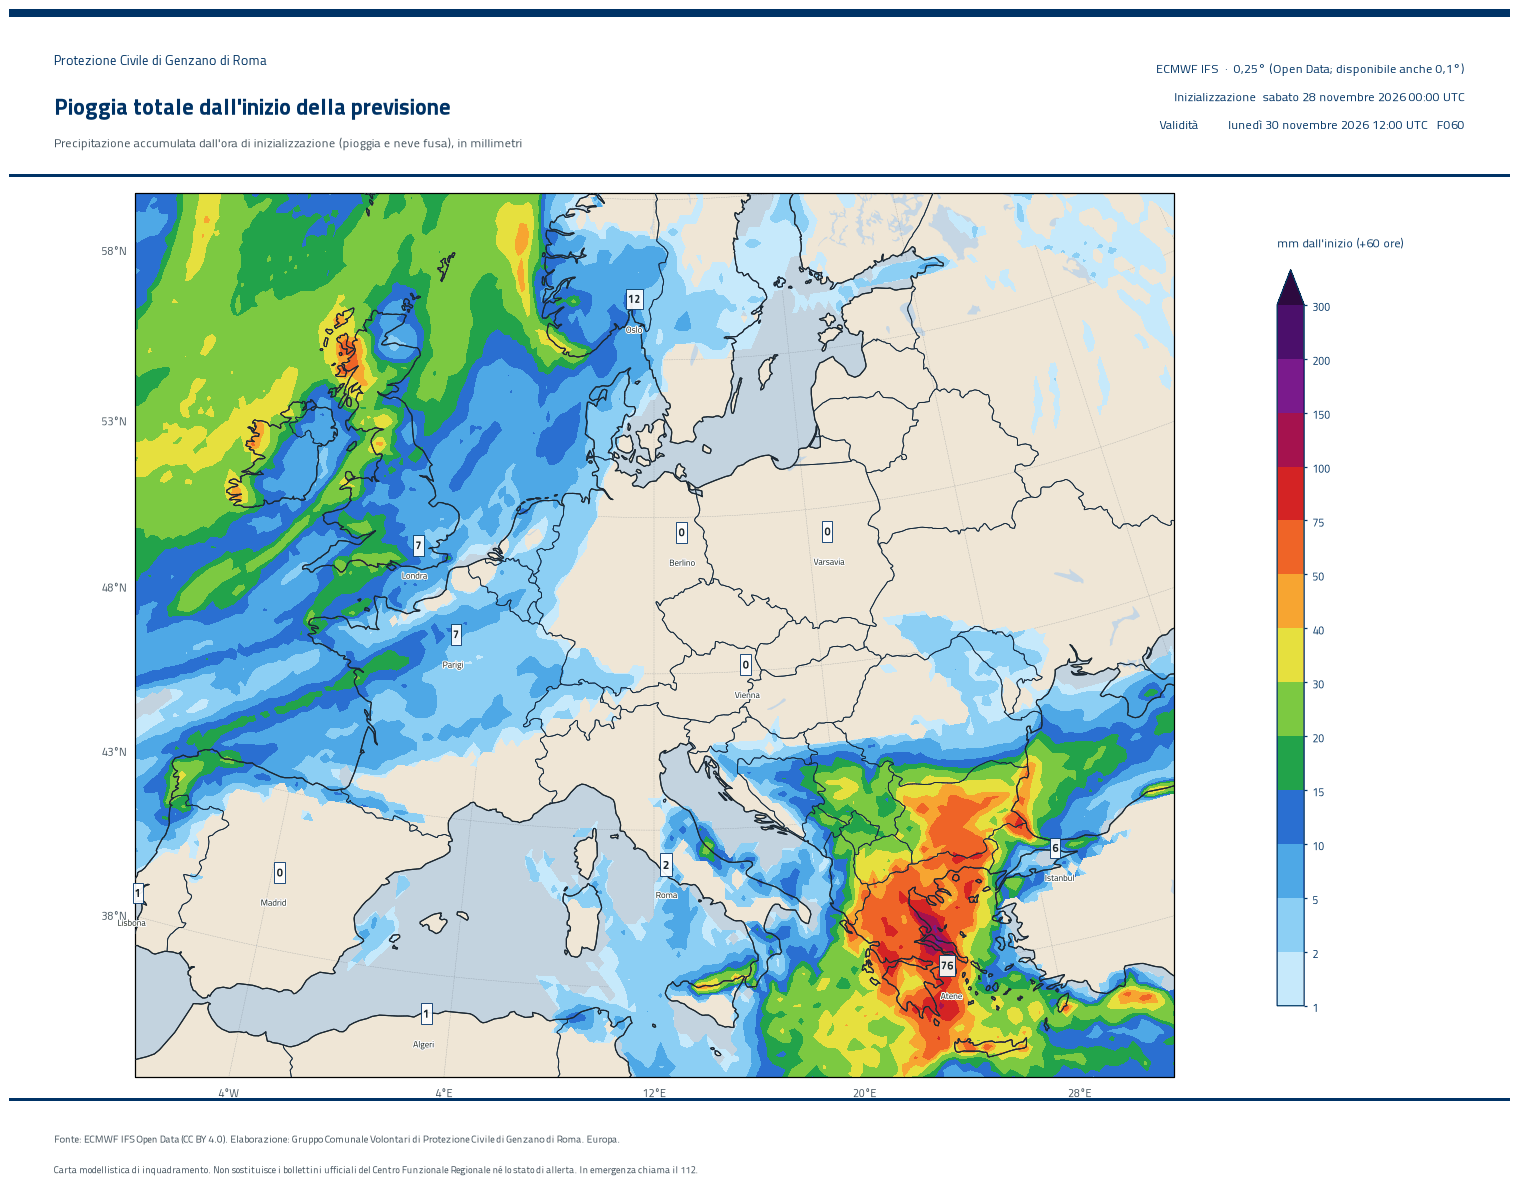 Protezione Civile di Genzano di Roma
Pioggia totale dall'inizio della previsione
Precipitazione accumulata dall'ora di inizializzazione (pioggia e neve fusa), in millimetri
ECMWF IFS · 0,25° (Open Data; disponibile anche 0,1°)
Inizializzazione sabato 28 novembre 2026 00:00 UTC
Validità lunedì 30 novembre 2026 12:00 UTC F060
mm dall'inizio (+60 ore)
300
200
150
100
75
50
40
30
20
15
10
5
2
1
58°N
53°N
48°N
43°N
38°N
12
Oslo
7
Londra
0
Berlino
0
Varsavia
7
Parigi
0
Vienna
0
Madrid
1
Lisbona
2
Roma
6
Istanbul
76
Atene
1
Algeri
4°W
4°E
12°E
20°E
28°E
Fonte: ECMWF IFS Open Data (CC BY 4.0). Elaborazione: Gruppo Comunale Volontari di Protezione Civile di Genzano di Roma. Europa.
Carta modellistica di inquadramento. Non sostituisce i bollettini ufficiali del Centro Funzionale Regionale né lo stato di allerta. In emergenza chiama il 112.